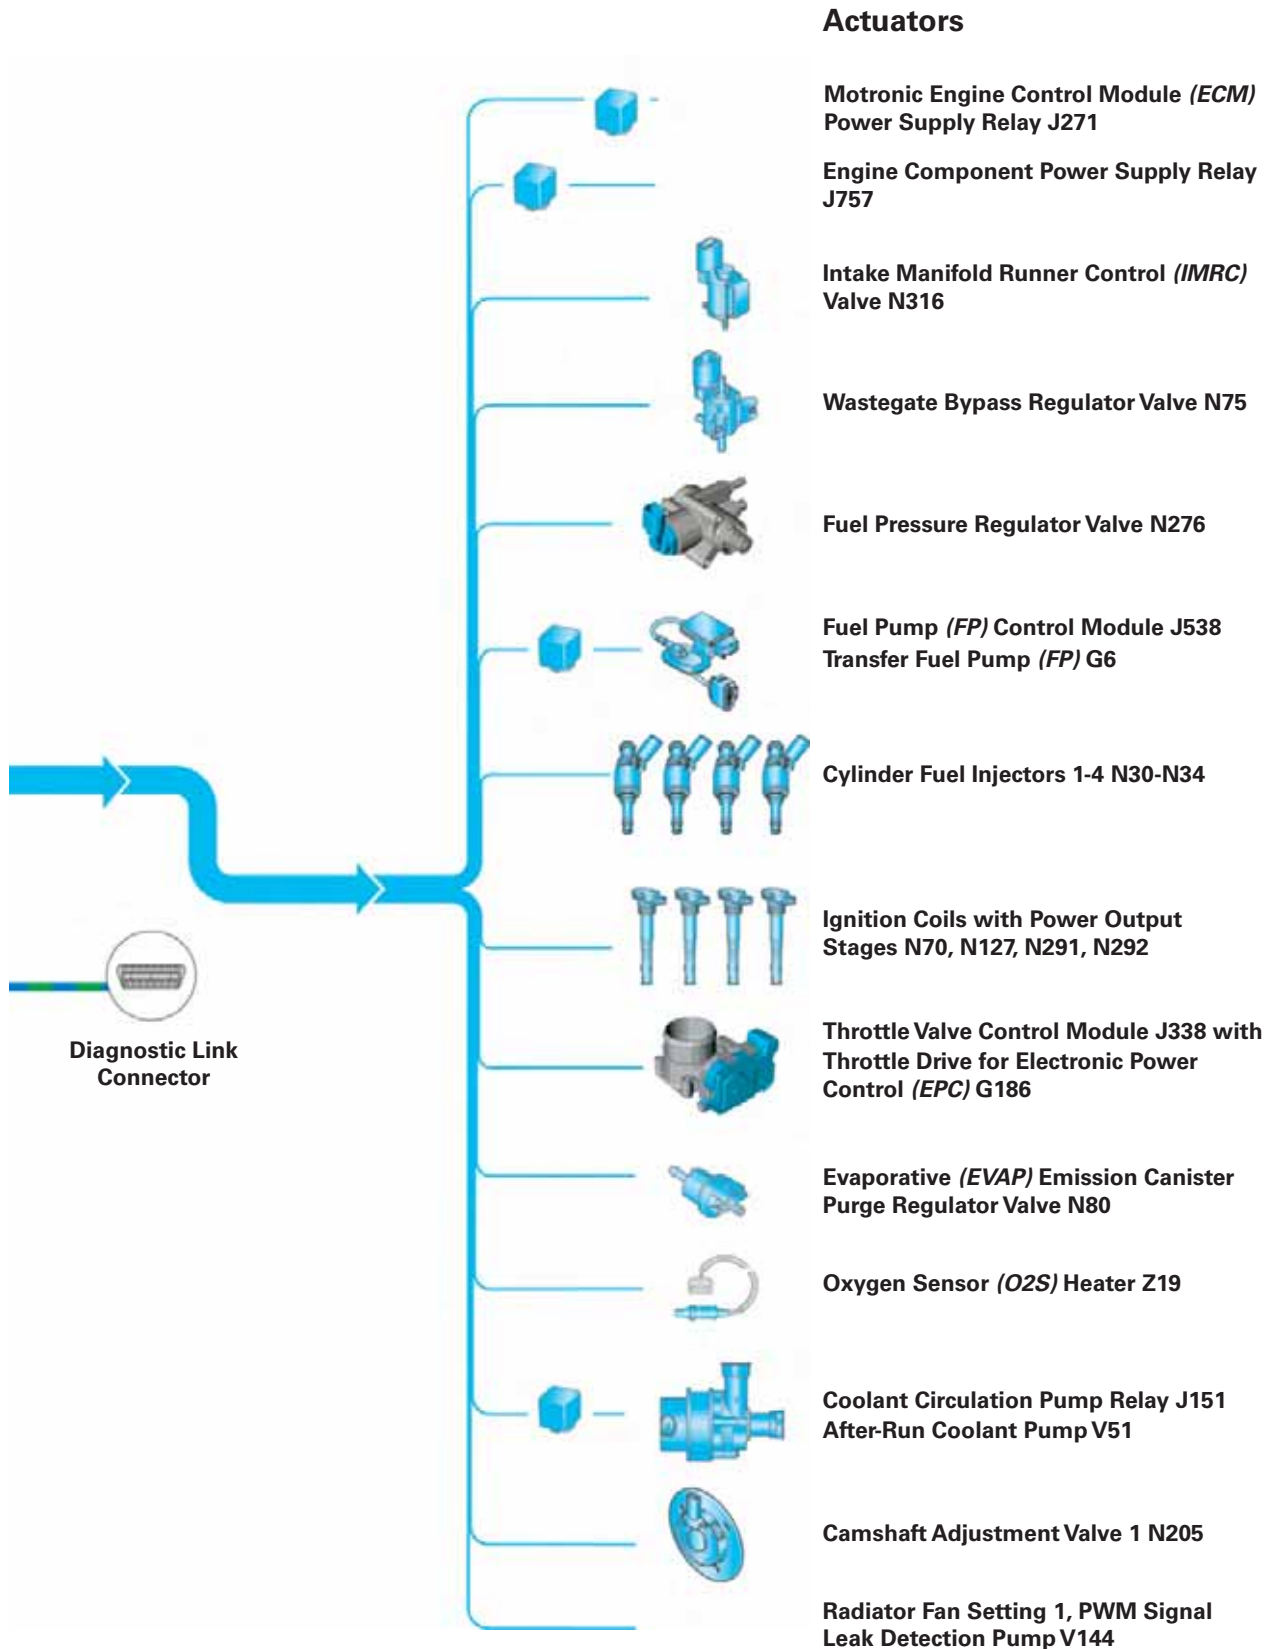 Actuators
Motronic Engine Control Module (ECM)
Power Supply Relay J271
Engine Component Power Supply Relay
J757
Intake Manifold Runner Control (IMRC)
Valve N316
Wastegate Bypass Regulator Valve N75
Fuel Pressure Regulator Valve N276
Fuel Pump (FP) Control Module J538
Transfer Fuel Pump (FP) G6
Cylinder Fuel Injectors 1-4 N30-N34
Ignition Coils with Power Output
Stages N70, N127, N291, N292
Throttle Valve Control Module J338 with
Throttle Drive for Electronic Power
Control (EPC) G186
Diagnostic Link
Connector
Evaporative (EVAP) Emission Canister
Purge Regulator Valve N80
Oxygen Sensor (O2S) Heater Z19
Coolant Circulation Pump Relay J151
After-Run Coolant Pump V51
Camshaft Adjustment Valve 1 N205
Radiator Fan Setting 1, PWM Signal
Leak Detection Pump V144